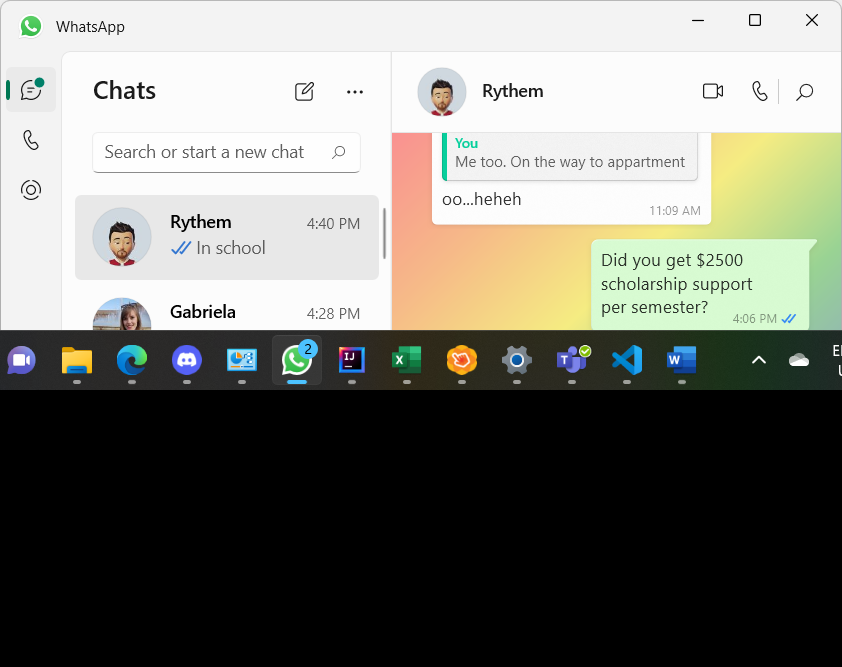 WhatsApp
Chats
Search or start a new chat
Rythem
4:40 PM
In school
Gabriela
4:28 PM
Rythem
You
Me too. On the way to appartment
oo...heheh
11:09 AM
Did you get $2500
scholarship support
per semester?
4:06 PM
2
IJ
X
W